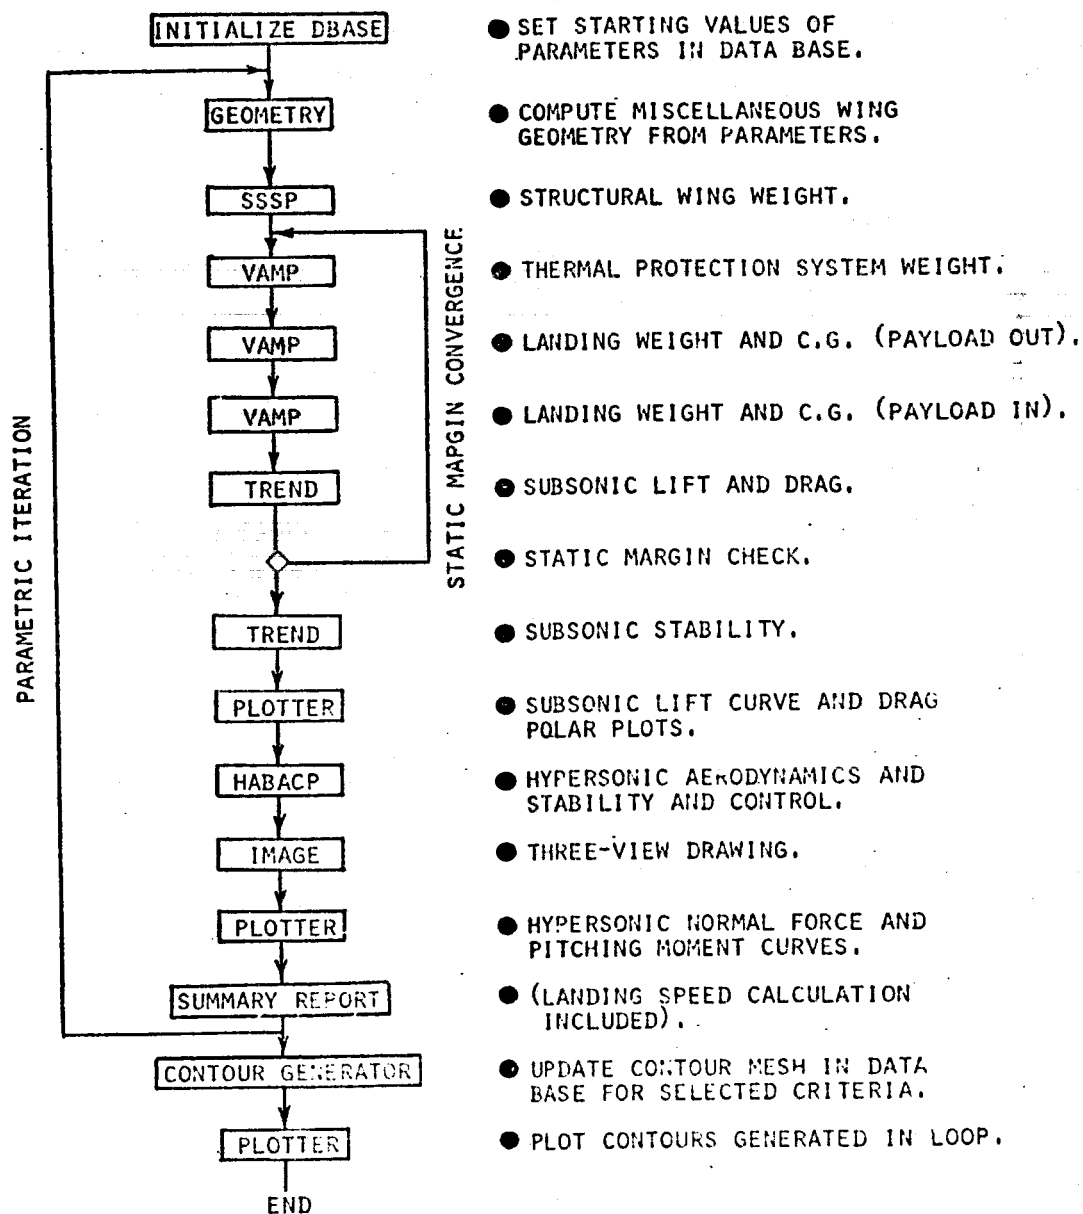 INITIALIZE DBASE
● SET STARTING VALUES OF
PARAMETERS IN DATA BASE.
GEOMETRY
● COMPUTE MISCELLANEOUS WING
GEOMETRY FROM PARAMETERS.
SSSP
● STRUCTURAL WING WEIGHT.
VAMP
● THERMAL PROTECTION SYSTEM WEIGHT.
VAMP
● LANDING WEIGHT AND C.G. (PAYLOAD OUT).
VAMP
● LANDING WEIGHT AND C.G. (PAYLOAD IN).
TREND
● SUBSONIC LIFT AND DRAG.
● STATIC MARGIN CHECK.
STATIC MAPGIN CONVERGENCE
PARAMETRIC ITERATION
TREND
● SUBSONIC STABILITY.
PLOTTER
● SUBSONIC LIFT CURVE AND DRAG
POLAR PLOTS.
HABACP
● HYPERSONIC AERODYNAMICS AND
STABILITY AND CONTROL.
IMAGE
● THREE-VIEW DRAWING.
PLOTTER
● HYPERSONIC NORMAL FORCE AND
PITCHING MOMENT CURVES.
SUMMARY REPORT
● (LANDING SPEED CALCULATION
INCLUDED).
CONTOUR GENERATOR
● UPDATE CONTOUR MESH IN DATA
BASE FOR SELECTED CRITERIA.
PLOTTER
● PLOT CONTOURS GENERATED IN LOOP.
END